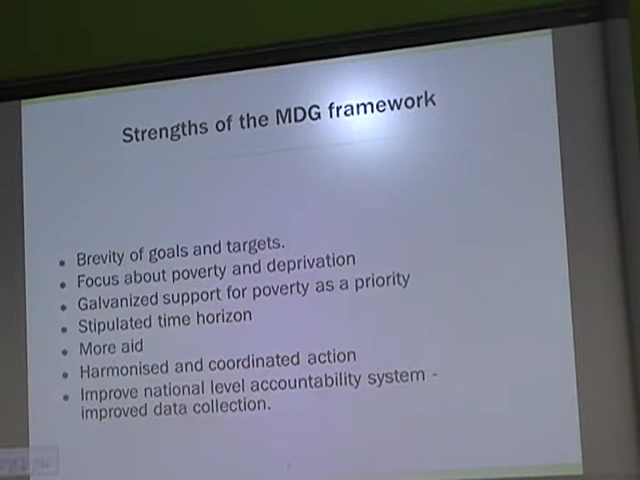 Strengths of the MDG framework
• Brevity of goals and targets.
• Focus about poverty and deprivation
• Galvanized support for poverty as a priority
• Stipulated time horizon
• More aid
• Harmonised and coordinated action
• Improve national level accountability system -
improved data collection.